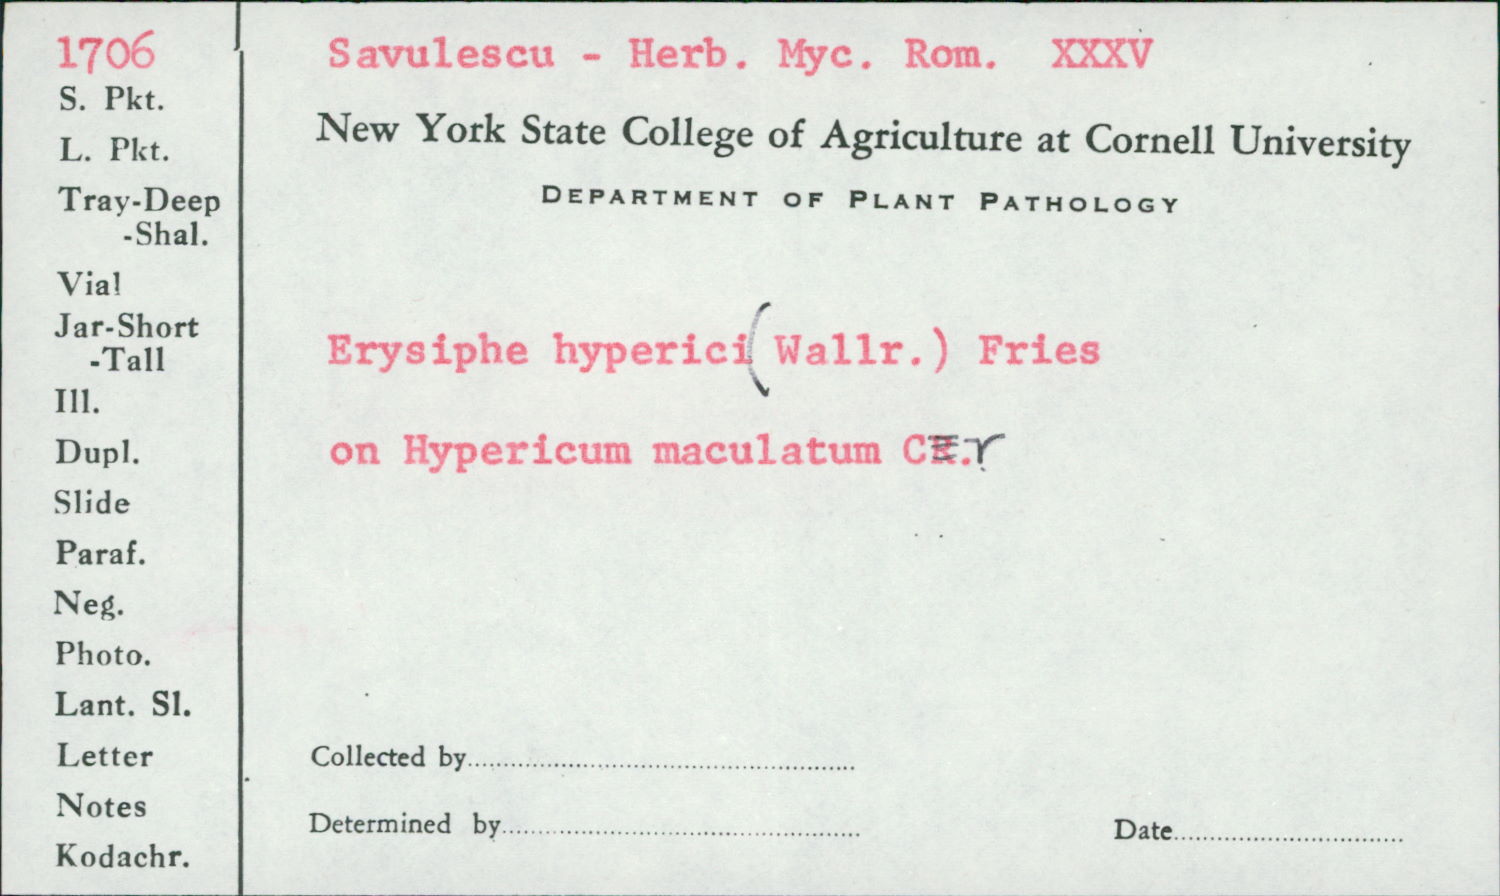 1706
S. Pkt.
L. Pkt.
Tray-Deep
-Shal.
Vial
Jar-Short
-Tall
Ill.
Dupl.
Slide
Paraf.
Neg.
Photo.
Lant. Sl.
Letter
Notes
Kodachr.
Savulescu - Herb. Myc. Rom. XXXV
New York State College of Agriculture at Cornell University
DEPARTMENT OF PLANT PATHOLOGY
Erysiphe hyperici (Wallr.) Fries
on Hypericum maculatum Cr.
Collected by
Determined by
Date